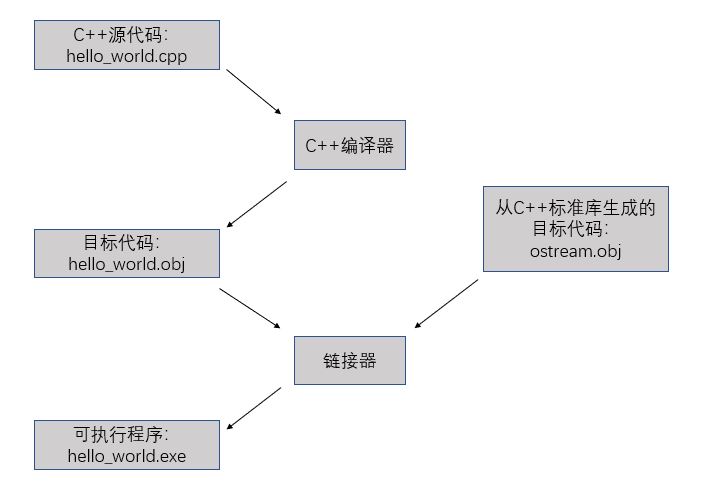 C++源代码：
hello_world.cpp
C++编译器
从C++标准库生成的
目标代码：
ostream.obj
目标代码：
hello_world.obj
链接器
可执行程序：
hello_world.exe